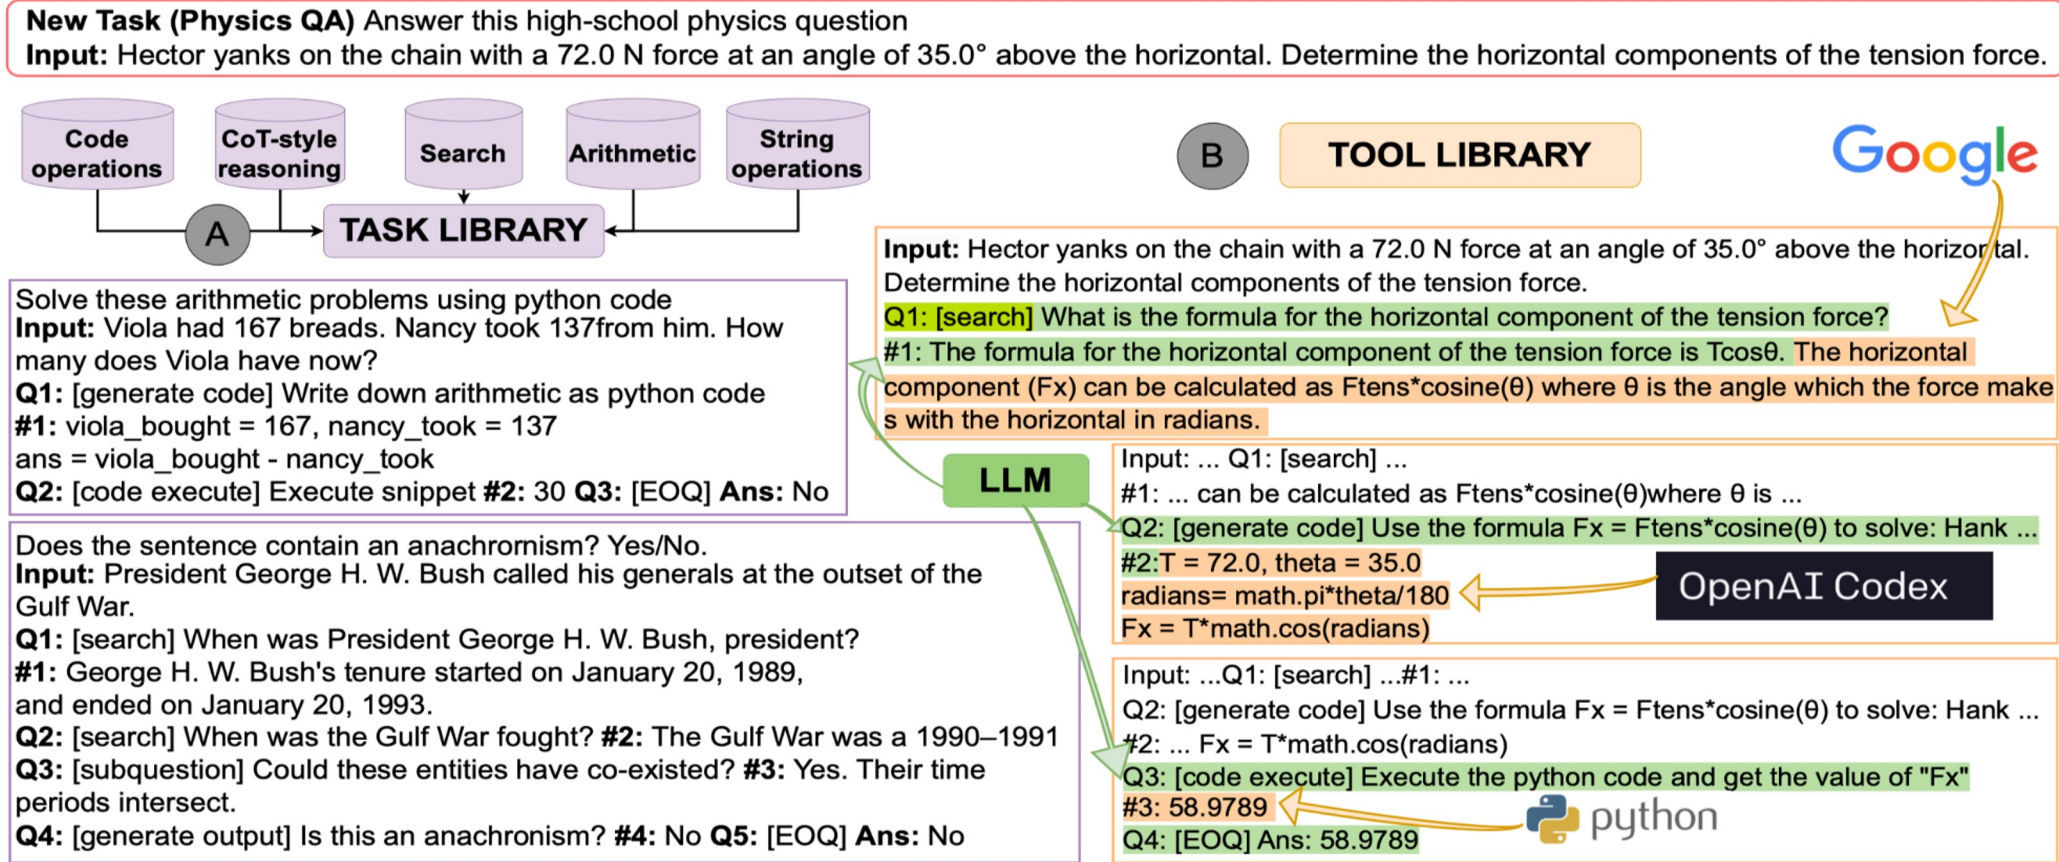 New Task (Physics QA) Answer this high-school physics question
Input: Hector yanks on the chain with a 72.0 N force at an angle of 35.0° above the horizontal. Determine the horizontal components of the tension force.
Code
operations
CoT-style
reasoning
Search
Arithmetic
String
operations
A
TASK LIBRARY
B
TOOL LIBRARY
Google
Solve these arithmetic problems using python code
Input: Viola had 167 breads. Nancy took 137from him. How
many does Viola have now?
Q1: [generate code] Write down arithmetic as python code
#1: viola_bought = 167, nancy_took = 137
ans = viola_bought - nancy_took
Q2: [code execute] Execute snippet #2: 30 Q3: [EOQ] Ans: No
Does the sentence contain an anachrornism? Yes/No.
Input: President George H. W. Bush called his generals at the outset of the
Gulf War.
Q1: [search] When was President George H. W. Bush, president?
#1: George H. W. Bush's tenure started on January 20, 1989,
and ended on January 20, 1993.
Q2: [search] When was the Gulf War fought? #2: The Gulf War was a 1990–1991
Q3: [subquestion] Could these entities have co-existed? #3: Yes. Their time
periods intersect.
Q4: [generate output] Is this an anachronism? #4: No Q5: [EOQ] Ans: No
LLM
Input: Hector yanks on the chain with a 72.0 N force at an angle of 35.0° above the horizontal.
Determine the horizontal components of the tension force.
Q1: [search] What is the formula for the horizontal component of the tension force?
#1: The formula for the horizontal component of the tension force is Tcosθ. The horizontal
component (Fx) can be calculated as Ftens*cosine(θ) where θ is the angle which the force make
s with the horizontal in radians.
Input: ... Q1: [search] ...
#1: ... can be calculated as Ftens*cosine(θ)where θ is ...
Q2: [generate code] Use the formula Fx = Ftens*cosine(θ) to solve: Hank ...
#2:T = 72.0, theta = 35.0
radians= math.pi*theta/180
Fx = T*math.cos(radians)
OpenAI Codex
Input: ...Q1: [search] ...#1: ...
Q2: [generate code] Use the formula Fx = Ftens*cosine(θ) to solve: Hank ...
#2: ... Fx = T*math.cos(radians)
Q3: [code execute] Execute the python code and get the value of "Fx"
#3: 58.9789
Q4: [EOQ] Ans: 58.9789
python